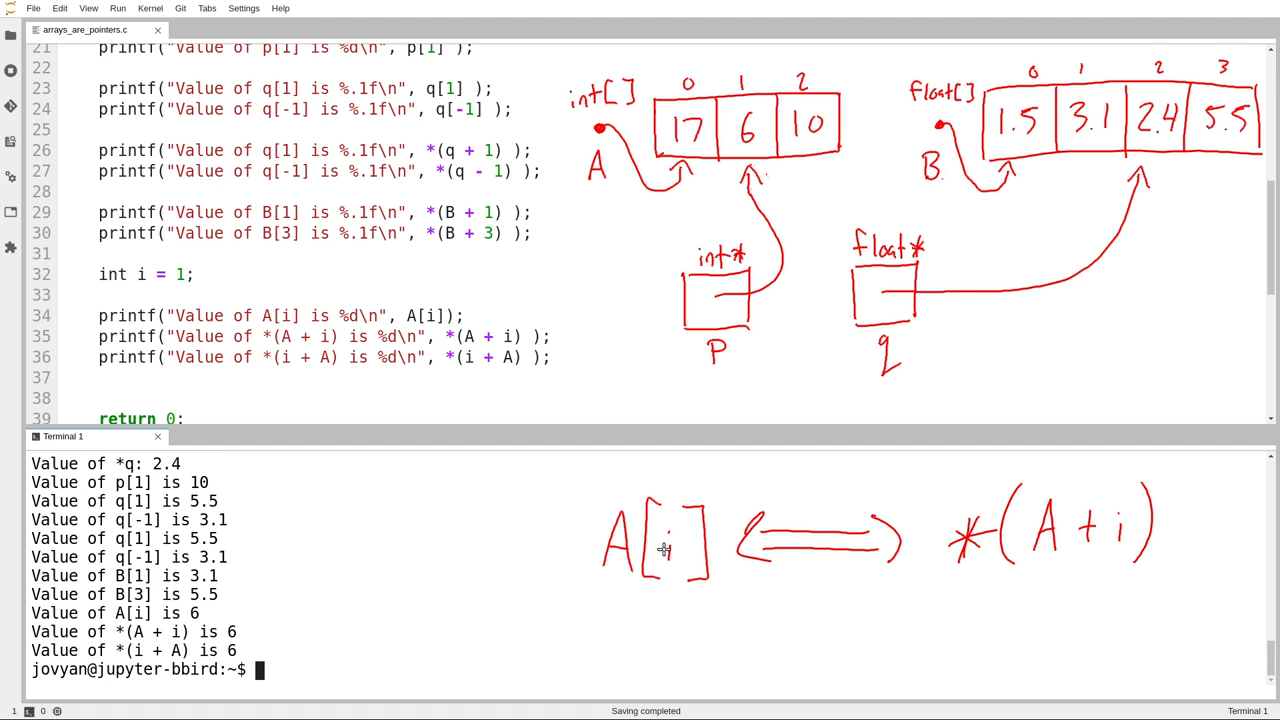 File Edit View Run Kernel Git Tabs Settings Help
arrays_are_pointers.c
21 printf("Value of p[1] is %d\n", p[1] );
22
23 printf("Value of q[1] is %.1f\n", q[1] );
24 printf("Value of q[-1] is %.1f\n", q[-1] );
25
26 printf("Value of q[1] is %.1f\n", *(q + 1) );
27 printf("Value of q[-1] is %.1f\n", *(q - 1) );
28
29 printf("Value of B[1] is %.1f\n", *(B + 1) );
30 printf("Value of B[3] is %.1f\n", *(B + 3) );
31
32 int i = 1;
33
34 printf("Value of A[i] is %d\n", A[i]);
35 printf("Value of *(A + i) is %d\n", *(A + i) );
36 printf("Value of *(i + A) is %d\n", *(i + A) );
37
38
39 return 0;
0 1 2
int[] 17 6 10
A
0 1 2 3
float[] 1.5 3.1 2.4 5.5
B
int*
p
float*
q
Terminal 1
Value of *q: 2.4
Value of p[1] is 10
Value of q[1] is 5.5
Value of q[-1] is 3.1
Value of q[1] is 5.5
Value of q[-1] is 3.1
Value of B[1] is 3.1
Value of B[3] is 5.5
Value of A[i] is 6
Value of *(A + i) is 6
Value of *(i + A) is 6
jovyan@jupyter-bbird:~$
A[i] ⟺ *(A + i)
1 0 Saving completed Terminal 1